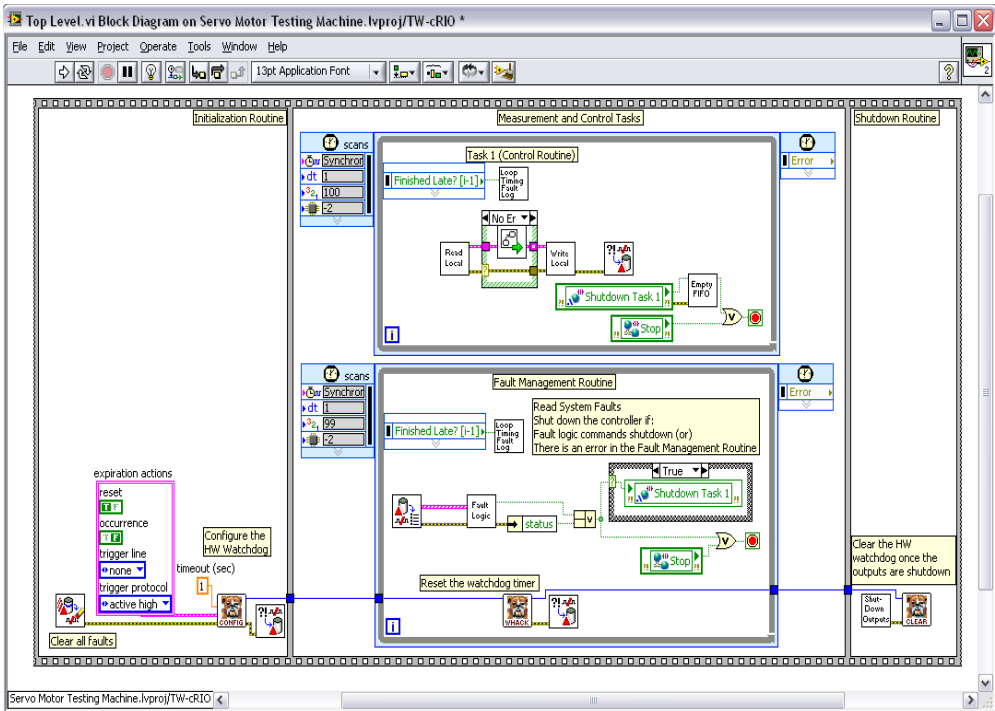 Top Level.vi Block Diagram on Servo Motor Testing Machine.lvproj/TW-cRIO *
File Edit View Project Operate Tools Window Help
13pt Application Font
2
Initialization Routine
Measurement and Control Tasks
Shutdown Routine
scans
Synchror
dt 1
100
-2
Error
Task 1 (Control Routine)
Finished Late? [i-1]
Loop
Timing
Fault
Log
No Er
Read
Local
Write
Local
Shutdown Task 1
Empty
FIFO
Stop
i
scans
Synchror
dt 1
99
-2
Error
Fault Management Routine
Finished Late? [i-1]
Loop
Timing
Fault
Log
Read System Faults
Shut down the controller if:
Fault logic commands shutdown (or)
There is an error in the Fault Management Routine
True
Shutdown Task 1
Fault
Logic
status
Stop
Reset the watchdog timer
WHACK
i
expiration actions
reset
T F
occurrence
T F
trigger line
none
trigger protocol
active high
Configure the
HW Watchdog
timeout (sec)
1
CONFIG
Clear all faults
Clear the HW
watchdog once the
outputs are shutdown
Shut-
Down
Outputs
CLEAR
Servo Motor Testing Machine.lvproj/TW-cRIO